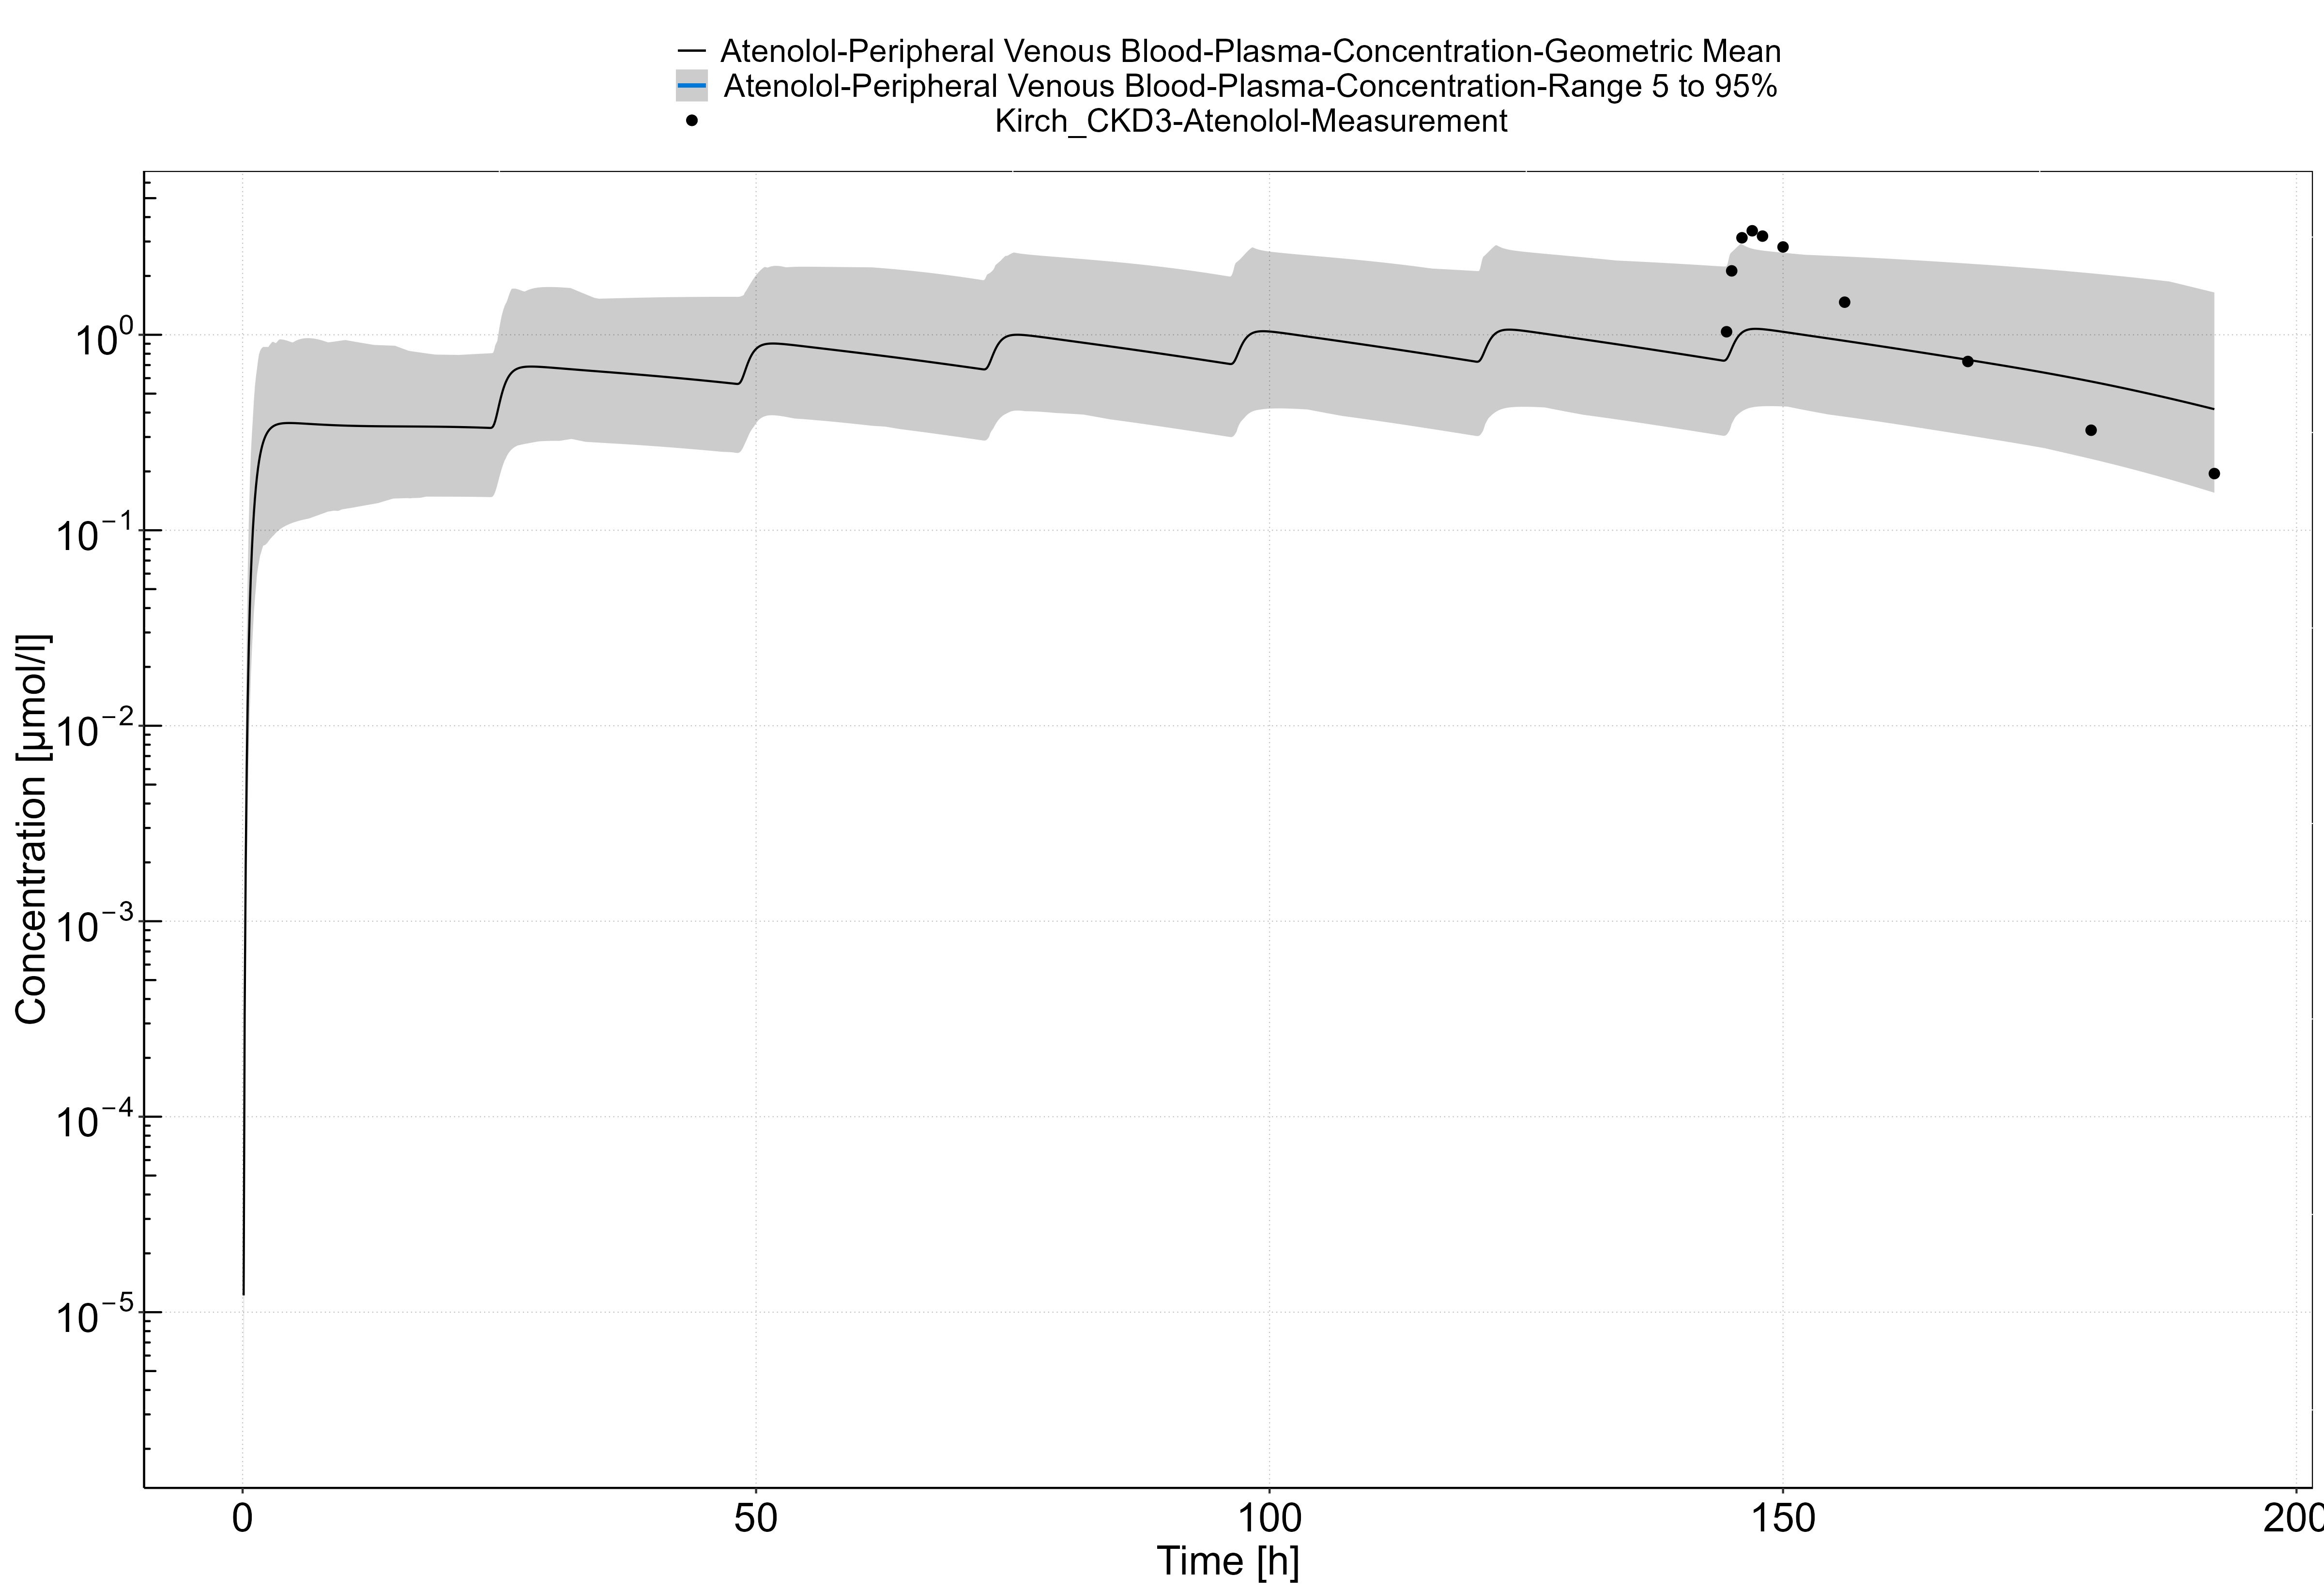 Atenolol-Peripheral Venous Blood-Plasma-Concentration-Geometric Mean
Atenolol-Peripheral Venous Blood-Plasma-Concentration-Range 5 to 95%
Kirch_CKD3-Atenolol-Measurement
Concentration [µmol/l]
10⁰
10⁻¹
10⁻²
10⁻³
10⁻⁴
10⁻⁵
0 50 100 150 200
Time [h]